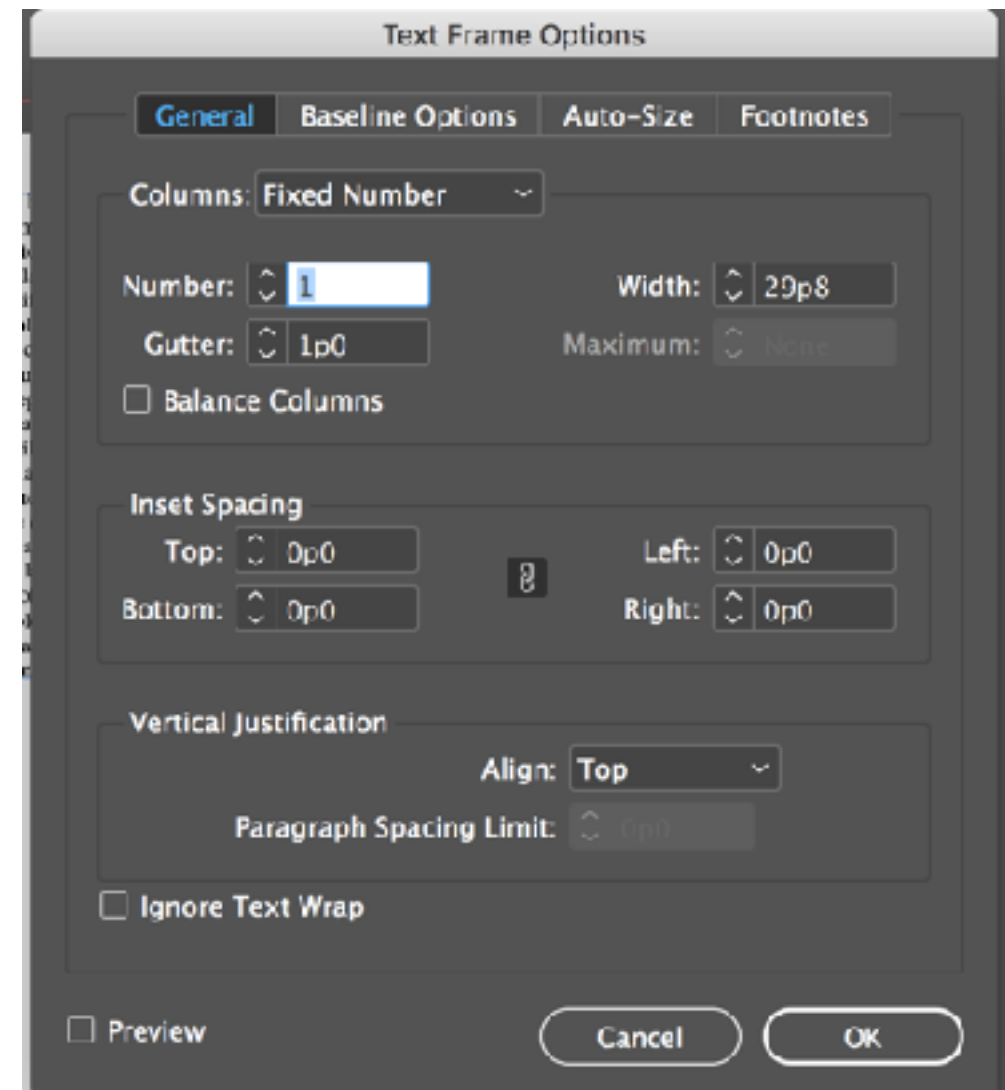 Text Frame Options
General Baseline Options Auto-Size Footnotes
Columns: Fixed Number
Number: 1 Width: 29p8
Gutter: 1p0 Maximum: None
Balance Columns
Inset Spacing
Top: 0p0 Left: 0p0
Bottom: 0p0 Right: 0p0
Vertical Justification
Align: Top
Paragraph Spacing Limit: 0p0
Ignore Text Wrap
Preview Cancel OK